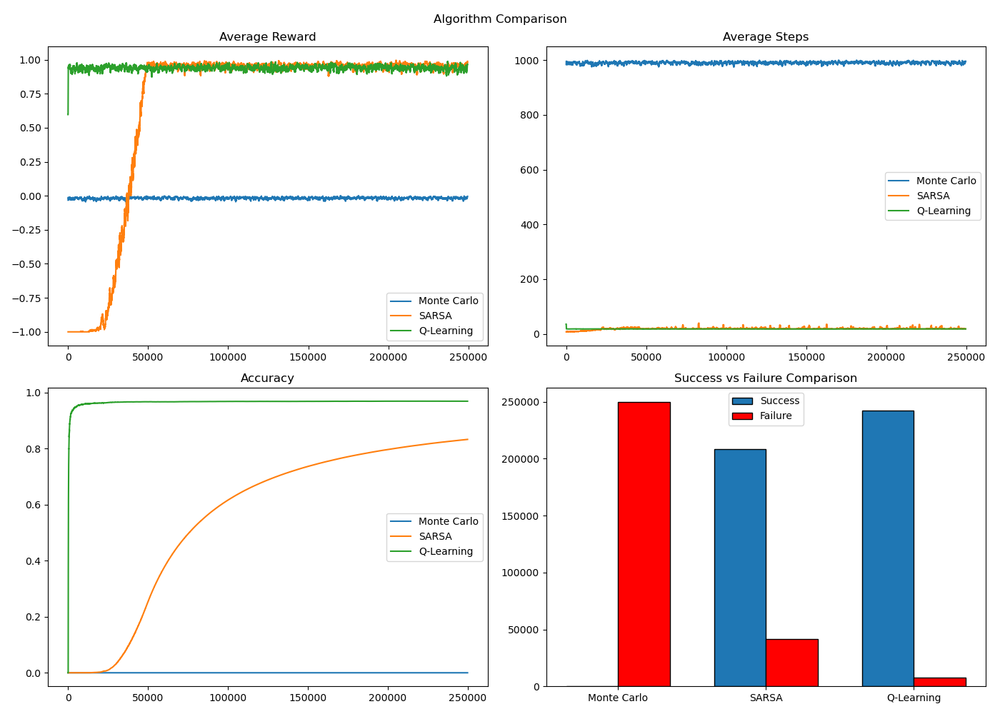 Algorithm Comparison
Average Reward
1.00
0.75
0.50
0.25
0.00
−0.25
−0.50
−0.75
−1.00
0 50000 100000 150000 200000 250000
Monte Carlo
SARSA
Q-Learning
Average Steps
1000
800
600
400
200
0
0 50000 100000 150000 200000 250000
Monte Carlo
SARSA
Q-Learning
Accuracy
1.0
0.8
0.6
0.4
0.2
0.0
0 50000 100000 150000 200000 250000
Monte Carlo
SARSA
Q-Learning
Success vs Failure Comparison
250000
200000
150000
100000
50000
0
Monte Carlo SARSA Q-Learning
Success
Failure